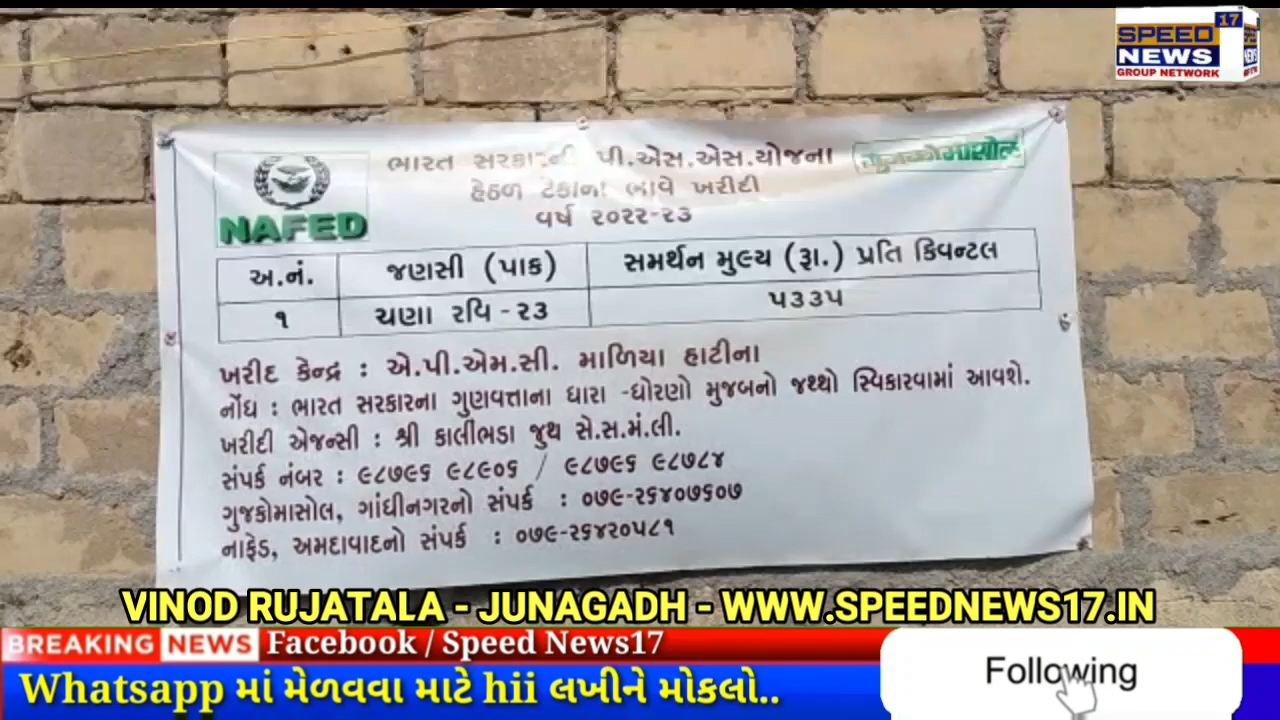 17
SPEED
NEWS
GROUP NETWORK
ભારત સરકારની પી.એસ.એસ.યોજના
ગુજકોમાસોલ
હેઠળ ટેકાના ભાવે ખરીદી
NAFED
વર્ષ ૨૦૨૨-૨૩
અ.નં. જણસી (પાક) સમર્થન મુલ્ય (રૂા.) પ્રતિ કિવન્ટલ
૧ ચણા રવિ - ૨૩ ૫૩૩૫
ખરીદ કેન્દ્ર : એ.પી.એમ.સી. માળિયા હાટીના
નોંધ : ભારત સરકારના ગુણવત્તાના ધારા -ધોરણો મુજબનો જથ્થો સ્વિકારવામાં આવશે.
ખરીદી એજન્સી : શ્રી કાલીભડા જુથ સે.સ.મં.લી.
સંપર્ક નંબર : ૯૮૭૯૬ ૯૮૯૦૬ / ૯૮૭૯૬ ૯૮૭૮૪
ગુજકોમાસોલ, ગાંધીનગરનો સંપર્ક : ૦૭૯-૨૬૪૦૭૬૦૭
નાફેડ, અમદાવાદનો સંપર્ક : ૦૭૯-૨૬૪૨૦૫૮૧
VINOD RUJATALA - JUNAGADH - WWW.SPEEDNEWS17.IN
BREAKING NEWS Facebook / Speed News17
Whatsapp માં મેળવવા માટે hii લખીને મોકલો..
Following